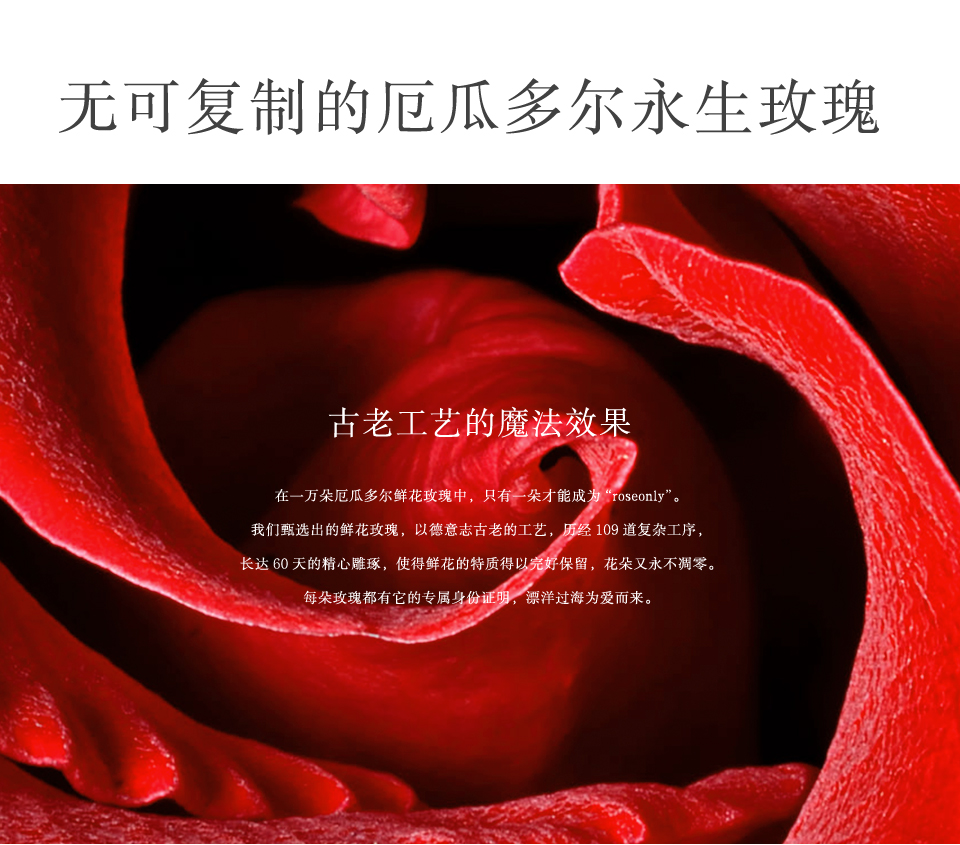 无可复制的厄瓜多尔永生玫瑰
古老工艺的魔法效果
在一万朵厄瓜多尔鲜花玫瑰中，只有一朵才能成为“roseonly”。
我们甄选出的鲜花玫瑰，以德意志古老的工艺，历经 109 道复杂工序，
长达 60 天的精心雕琢，使得鲜花的特质得以完好保留，花朵又永不凋零。
每朵玫瑰都有它的专属身份证明，漂洋过海为爱而来。